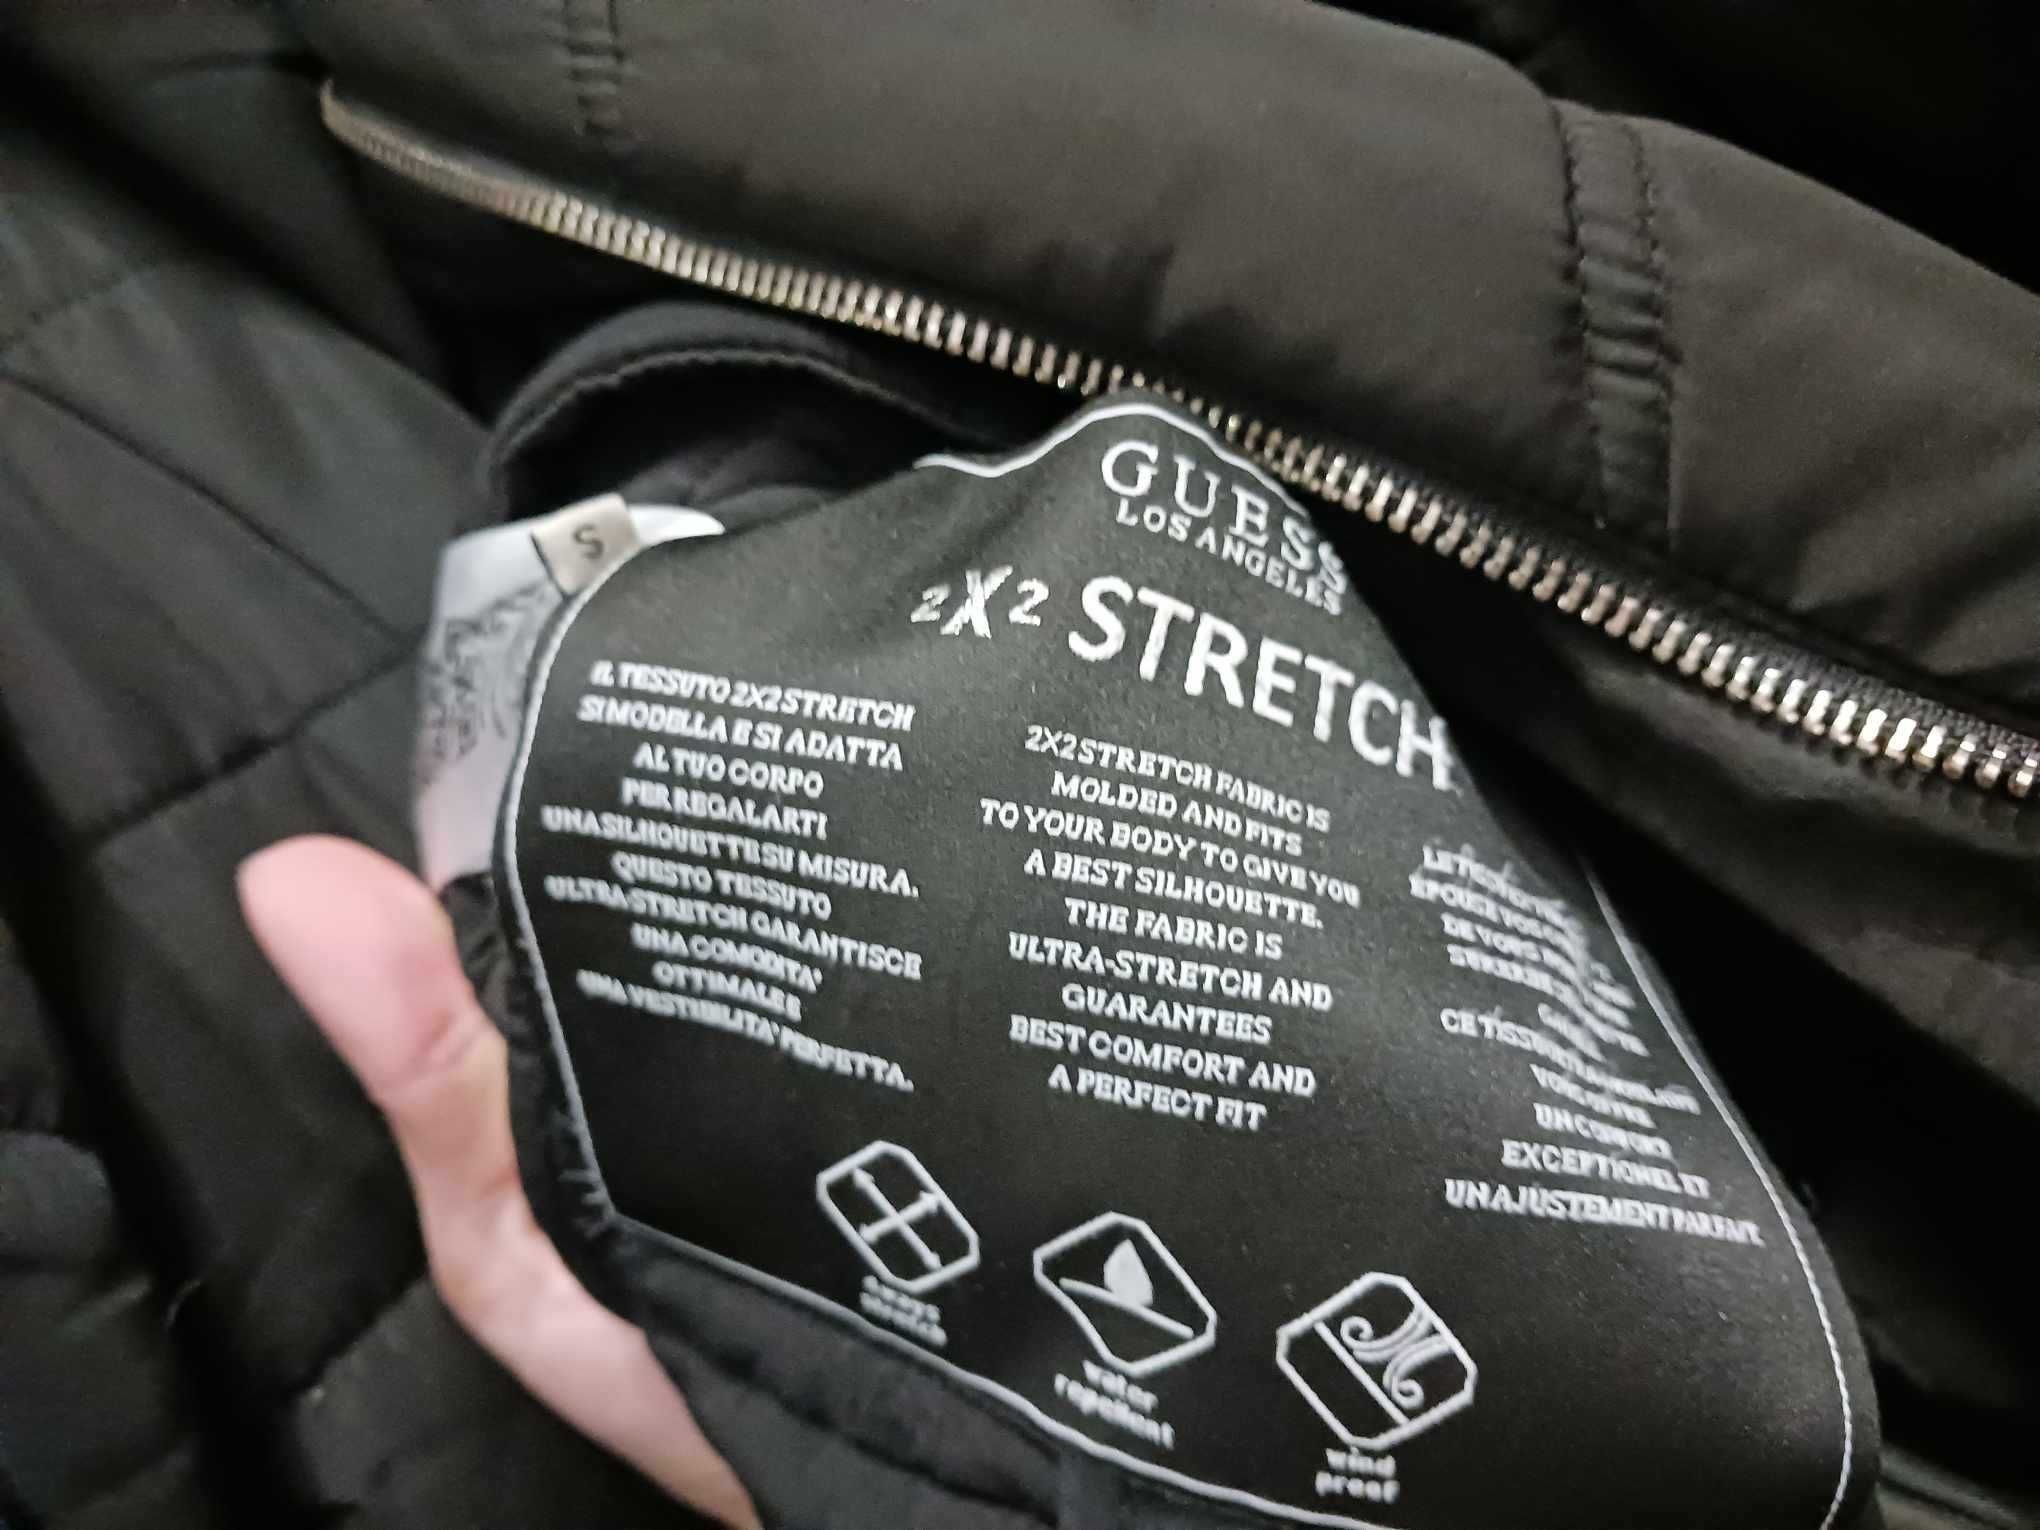 GUESS
LOS ANGELES
2X2 STRETCH
S
IL TESSUTO 2X2 STRETCH
SI MODELLA E SI ADATTA
AL TUO CORPO
PER REGALARTI
UNA SILHOUETTE SU MISURA.
QUESTO TESSUTO
ULTRA-STRETCH GARANTISCE
UNA COMODITA'
OTTIMALE E
UNA VESTIBILITA' PERFETTA.
2X2 STRETCH FABRIC IS
MOLDED AND FITS
TO YOUR BODY TO GIVE YOU
A BEST SILHOUETTE.
THE FABRIC IS
ULTRA-STRETCH AND
GUARANTEES
BEST COMFORT AND
A PERFECT FIT
CE TISSU
VOUS OFFRE
UN CONFORT
EXCEPTIONEL ET
UN AJUSTEMENT PARFAIT
stretch
water
repellent
wind
proof